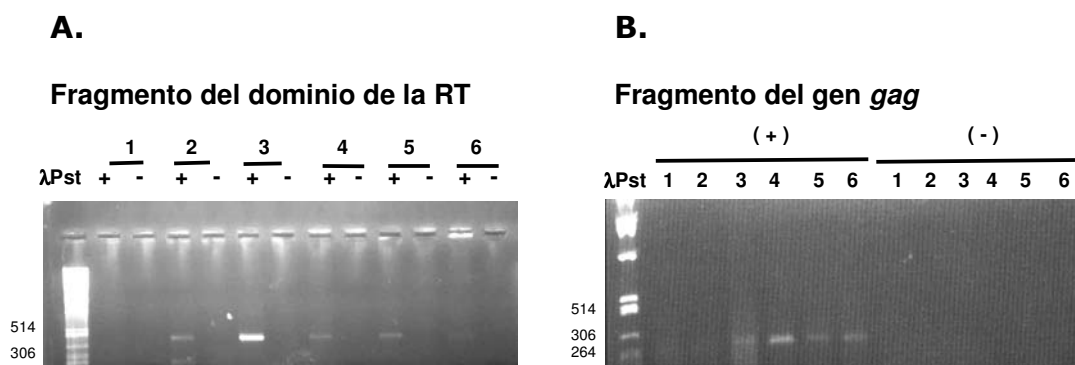 A.
Fragmento del dominio de la RT
1 2 3 4 5 6
λPst + - + - + - + - + - + -
514
306
B.
Fragmento del gen gag
(+) (-)
λPst 1 2 3 4 5 6 1 2 3 4 5 6
514
306
264